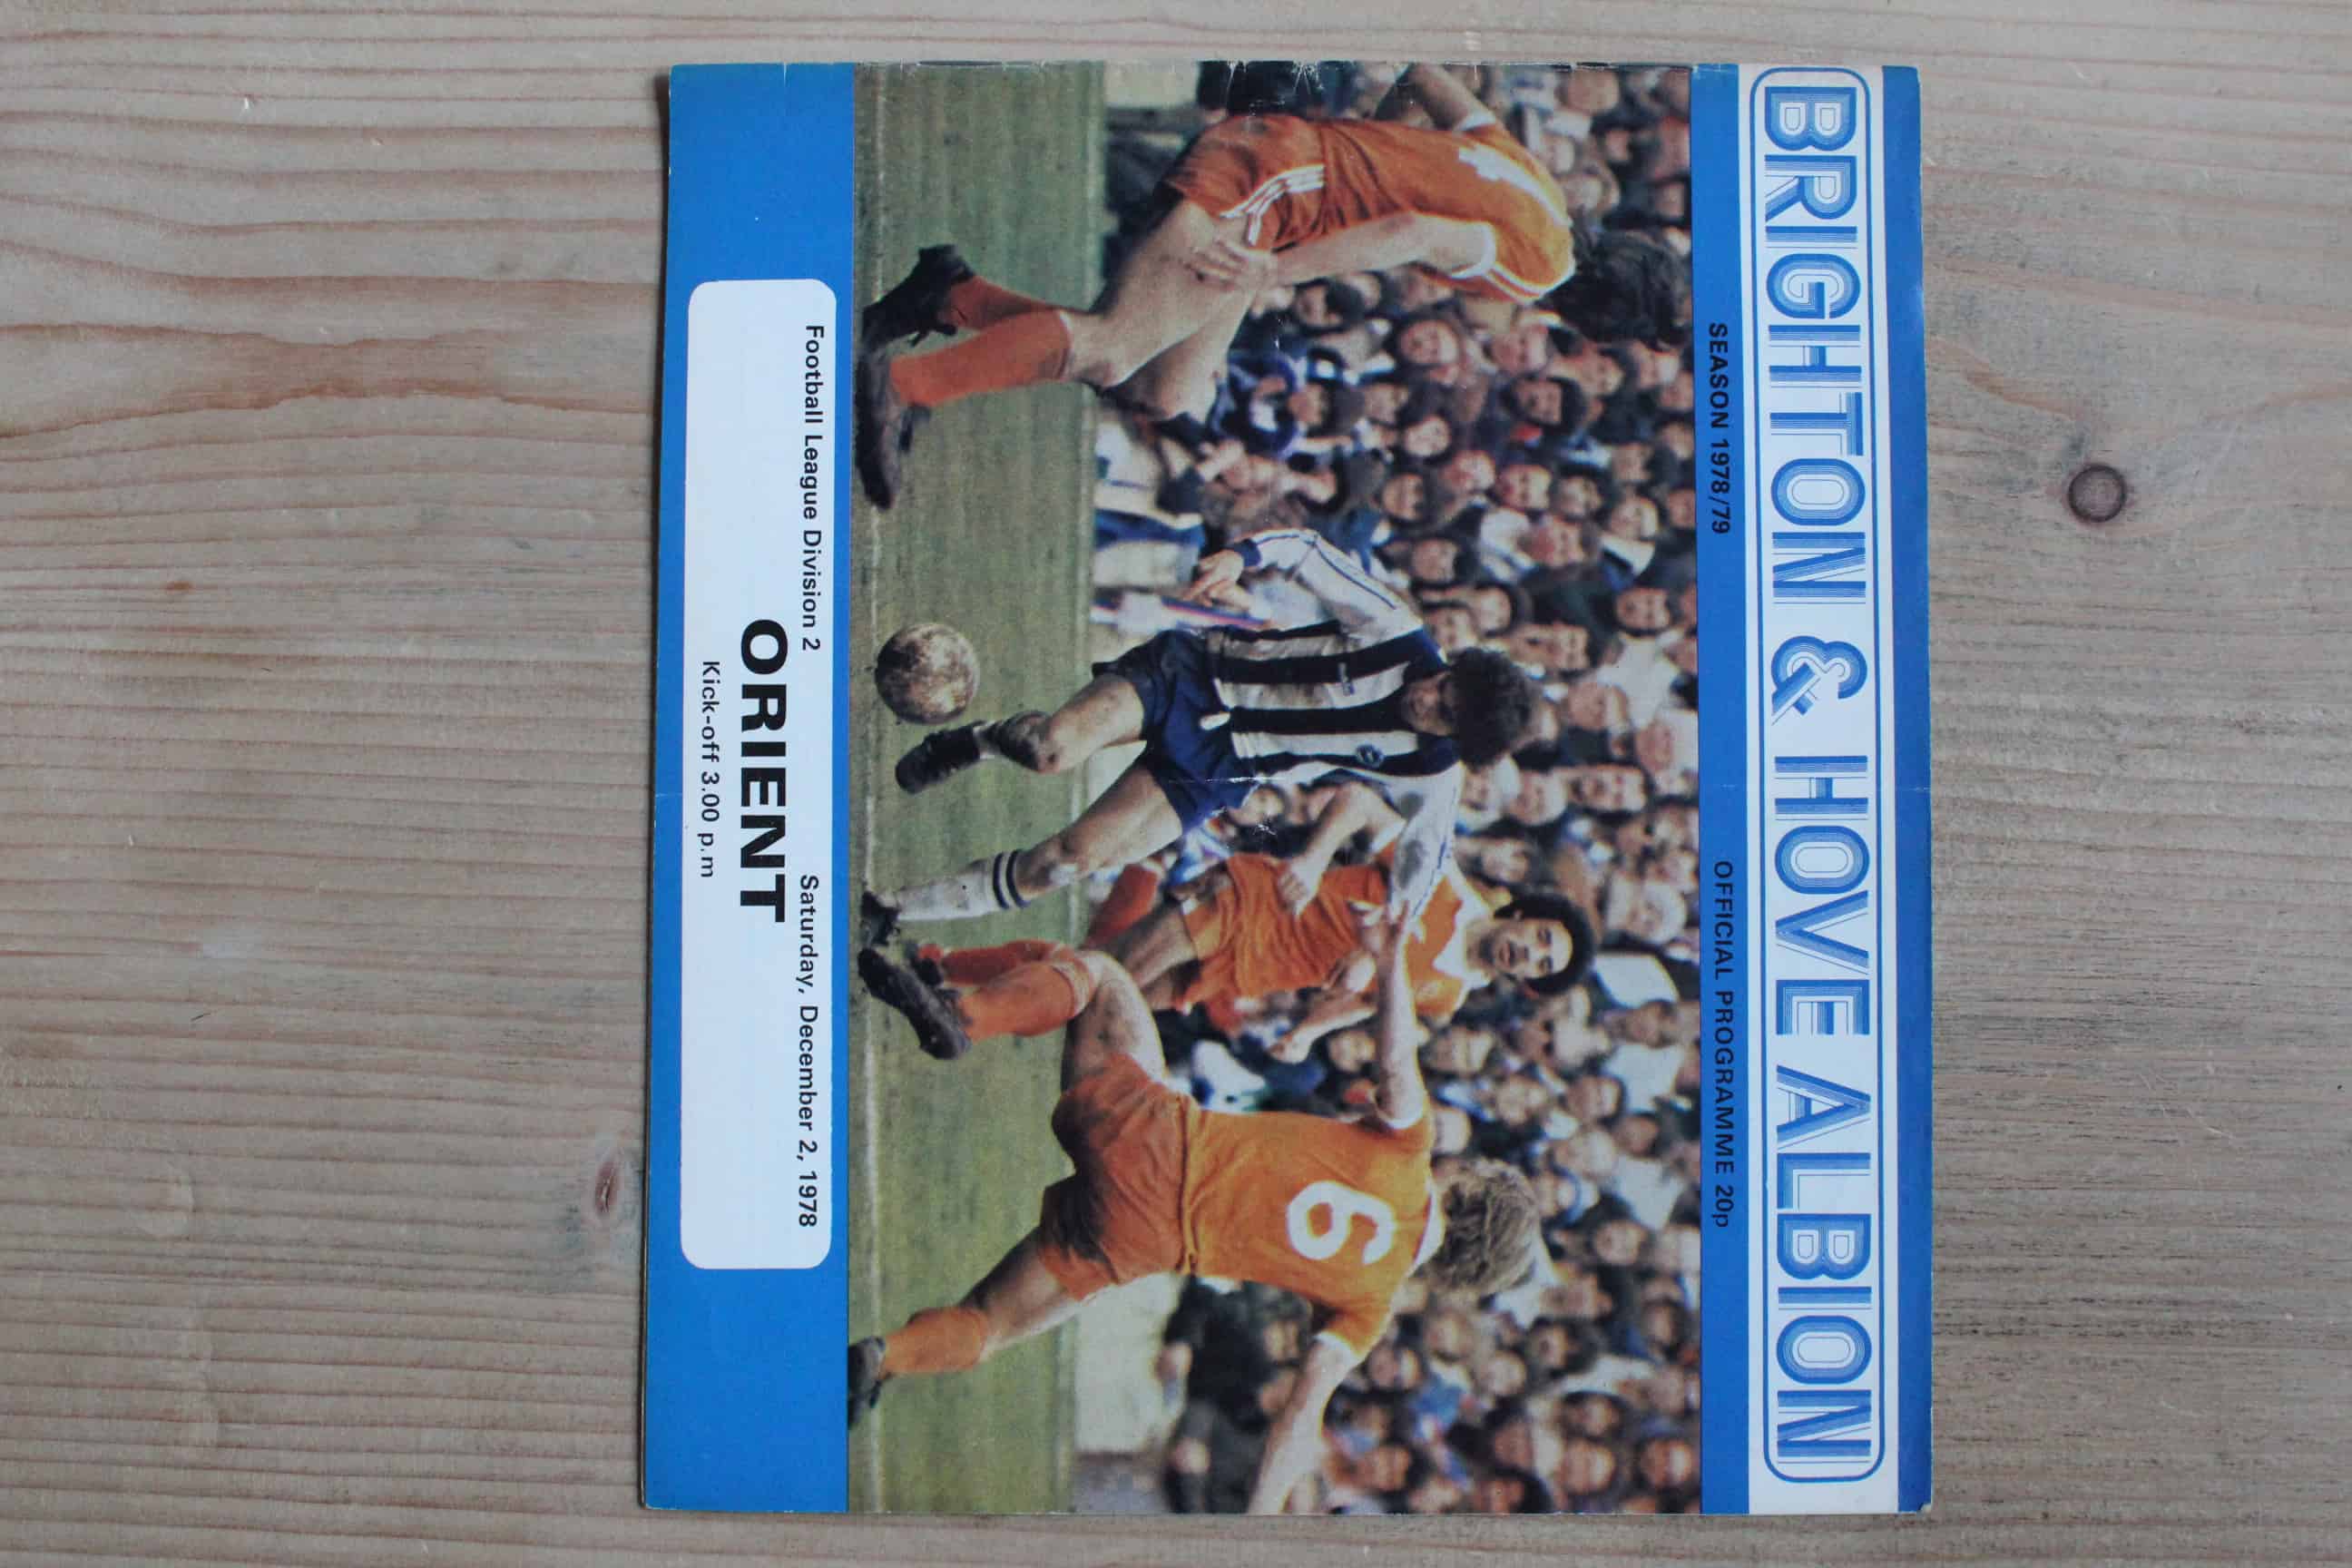 BRIGHTON & HOVE ALBION
SEASON 1978/79 OFFICIAL PROGRAMME 20p
6
Football League Division 2 Saturday, December 2, 1978
ORIENT
Kick-off 3.00 p.m